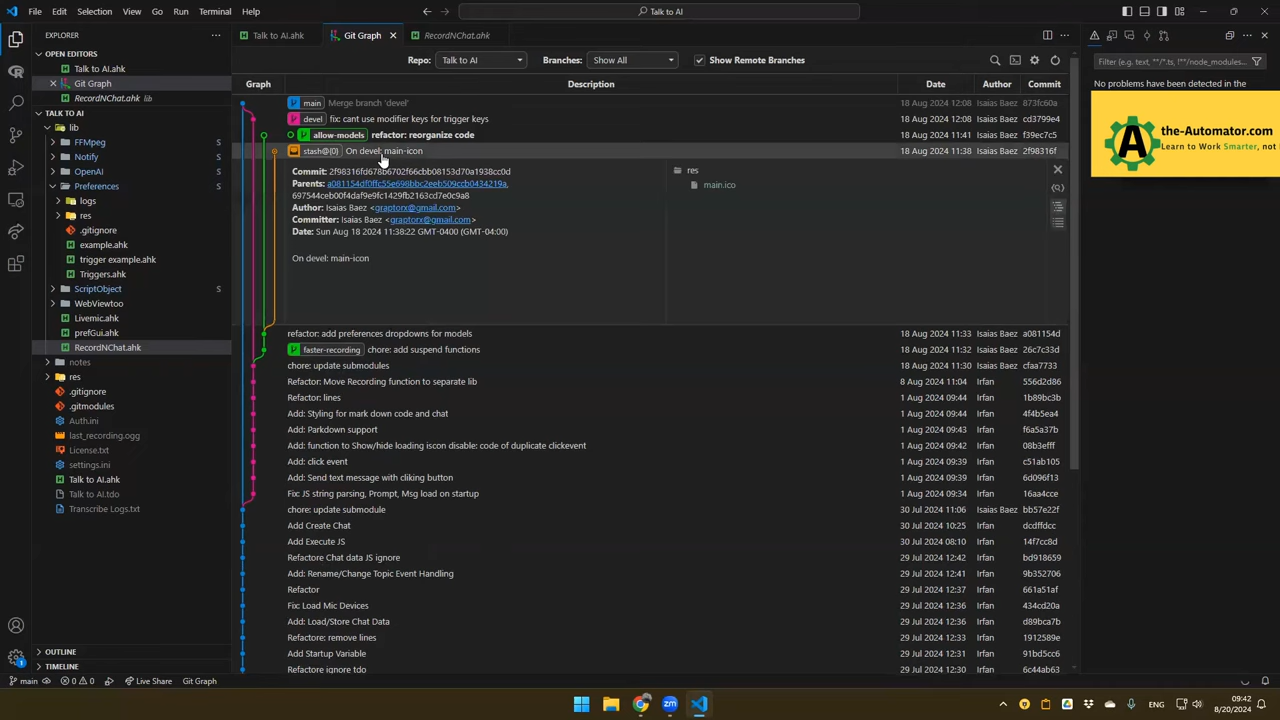 File Edit Selection View Go Run Terminal Help
Talk to AI
EXPLORER
Talk to AI.ahk
Git Graph
RecordNChat.ahk
OPEN EDITORS
Talk to AI.ahk
Git Graph
RecordNChat.ahk lib
TALK TO AI
lib
FFMpeg
Notify
OpenAI
Preferences
logs
res
.gitignore
example.ahk
trigger example.ahk
Triggers.ahk
ScriptObject
WebViewtoo
Livemic.ahk
prefGui.ahk
RecordNChat.ahk
notes
res
.gitignore
.gitmodules
Auth.ini
last_recording.ogg
License.txt
settings.ini
Talk to AI.ahk
Talk to AI.tdo
Transcribe Logs.txt
S
S
S
S
S
S
OUTLINE
TIMELINE
Repo: Talk to AI Branches: Show All Show Remote Branches
Graph Description Date Author Commit
main Merge branch 'devel' 18 Aug 2024 12:08 Isaias Baez 873fc60a
devel fix: cant use modifier keys for trigger keys 18 Aug 2024 12:08 Isaias Baez cd3799e4
allow-models refactor: reorganize code 18 Aug 2024 11:41 Isaias Baez f39ec7c5
stash@{0} On devel: main-icon 18 Aug 2024 11:38 Isaias Baez 2f98316f
Commit: 2f98316fd678b6702f66cbb08153d70a1938cc0d
Parents: a081154df0ffc55e698bbc2eeb509ccb0434219a,
697544ceb00f4daf9e9fc1429fb2163cd7e0c9a8
Author: Isaias Baez <graptorx@gmail.com>
Committer: Isaias Baez <graptorx@gmail.com>
Date: Sun Aug 18 2024 11:38:22 GMT-0400 (GMT-04:00)
On devel: main-icon
res
main.ico
refactor: add preferences dropdowns for models 18 Aug 2024 11:33 Isaias Baez a081154d
faster-recording chore: add suspend functions 18 Aug 2024 11:32 Isaias Baez 26c7c33d
chore: update submodules 18 Aug 2024 11:30 Isaias Baez cfaa7733
Refactor: Move Recording function to separate lib 8 Aug 2024 11:04 Irfan 556d2d86
Refactor: lines 1 Aug 2024 09:44 Irfan 1b89bc3b
Add: Styling for mark down code and chat 1 Aug 2024 09:44 Irfan 4f4b5ea4
Add: Parkdown support 1 Aug 2024 09:43 Irfan f6a5a37b
Add: function to Show/hide loading iscon disable: code of duplicate clickevent 1 Aug 2024 09:42 Irfan 08b3efff
Add: click event 1 Aug 2024 09:39 Irfan c51ab105
Add: Send text message with cliking button 1 Aug 2024 09:39 Irfan 6d096f13
Fix: JS string parsing, Prompt, Msg load on startup 1 Aug 2024 09:34 Irfan 16aa4cce
chore: update submodule 30 Jul 2024 11:06 Isaias Baez bb57e22f
Add Create Chat 30 Jul 2024 10:25 Irfan dcdffdcc
Add Execute JS 30 Jul 2024 08:10 Irfan 14f7cc8d
Refactore Chat data JS ignore 29 Jul 2024 12:42 Irfan bd918659
Add: Rename/Change Topic Event Handling 29 Jul 2024 12:41 Irfan 9b352706
Refactor 29 Jul 2024 12:37 Irfan 661a51af
Fix: Load Mic Devices 29 Jul 2024 12:36 Irfan 434cd20a
Add: Load/Store Chat Data 29 Jul 2024 12:36 Irfan d89bca7b
Refactore: remove lines 29 Jul 2024 12:33 Irfan 1912589e
Add Startup Variable 29 Jul 2024 12:32 Irfan 91bd5cc6
Refactore ignore tdo 29 Jul 2024 12:30 Irfan 6c44ab63
Filter (e.g. text, **/*.ts, !**/node_modules...
No problems have been detected in the
the-Automator.com
Learn to Work Smarter, not
1
main 0 0 Live Share Git Graph
ENG
09:42
8/20/2024